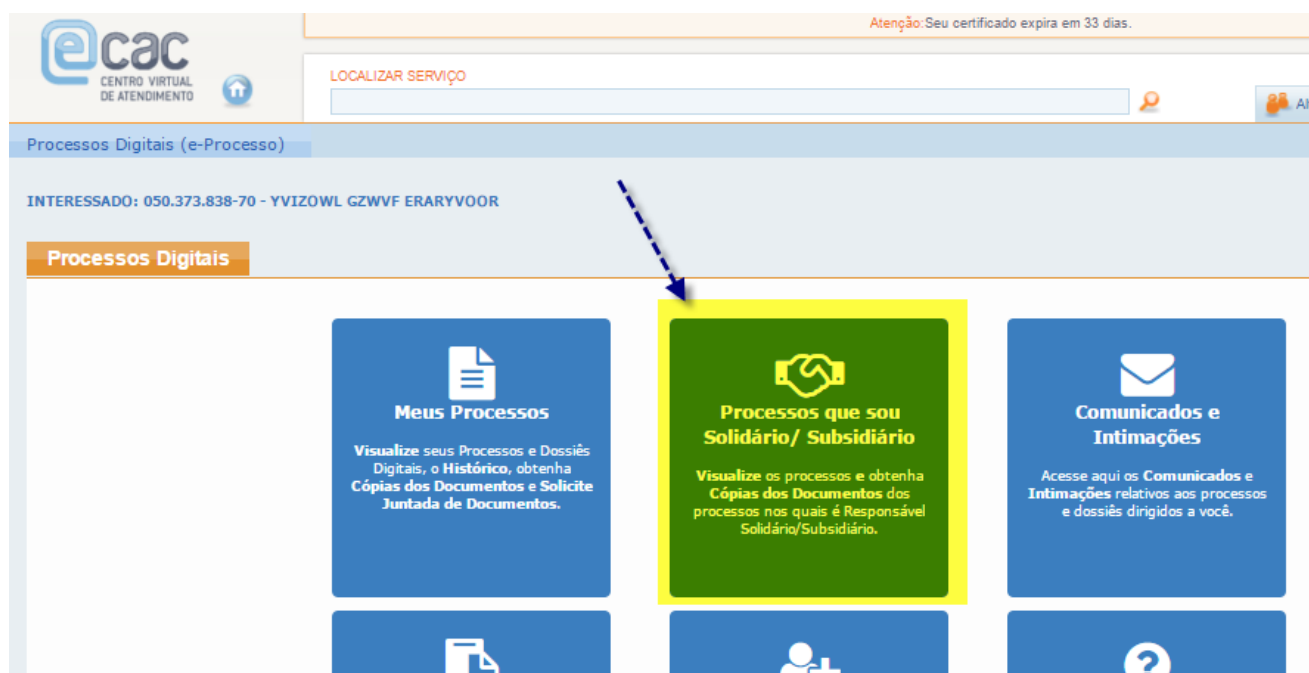 Atenção:Seu certificado expira em 33 dias.
ecac
CENTRO VIRTUAL
DE ATENDIMENTO
LOCALIZAR SERVIÇO
Processos Digitais (e-Processo)
INTERESSADO: 050.373.838-70 - YVIZOWL GZWVF ERARYVOOR
Processos Digitais
Meus Processos
Visualize seus Processos e Dossiês
Digitais, o Histórico, obtenha
Cópias dos Documentos e Solicite
Juntada de Documentos.
Processos que sou
Solidário/ Subsidiário
Visualize os processos e obtenha
Cópias dos Documentos dos
processos nos quais é Responsável
Solidário/Subsidiário.
Comunicados e
Intimações
Acesse aqui os Comunicados e
Intimações relativos aos processos
e dossiês dirigidos a você.